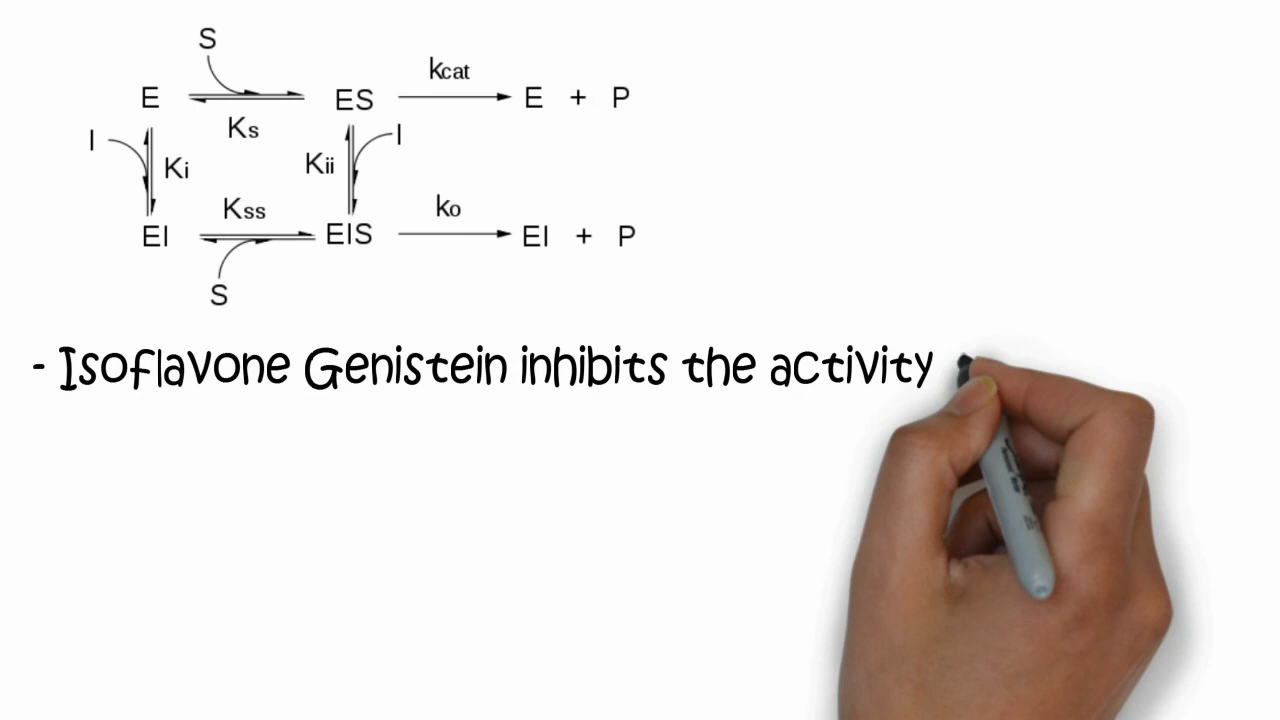 S
kcat
E ES E + P
Ks
I I
Ki Kii
Kss ko
EI EIS EI + P
S
- Isoflavone Genistein inhibits the activity